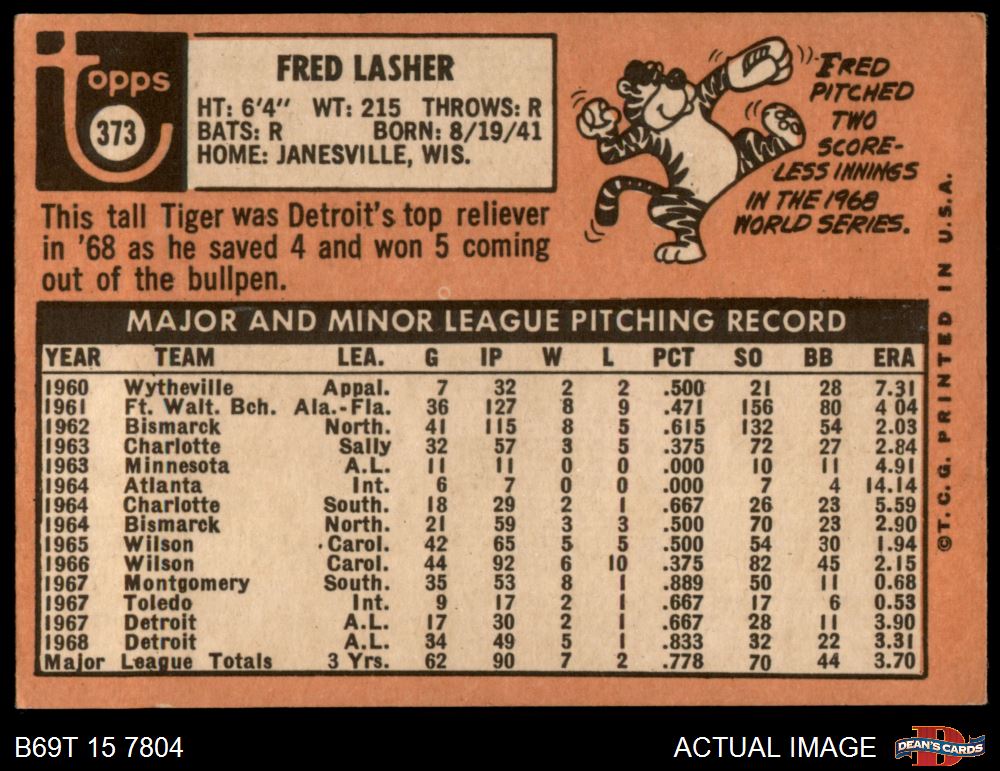 Topps
373
FRED LASHER
HT: 6'4" WT: 215 THROWS: R
BATS: R BORN: 8/19/41
HOME: JANESVILLE, WIS.
This tall Tiger was Detroit's top reliever
in '68 as he saved 4 and won 5 coming
out of the bullpen.
FRED
PITCHED
TWO
SCORE-
LESS INNINGS
IN THE 1968
WORLD SERIES.
MAJOR AND MINOR LEAGUE PITCHING RECORD
YEAR TEAM LEA. G IP W L PCT SO BB ERA
1960 Wytheville Appal. 7 32 2 2 .500 21 28 7.31
1961 Ft. Walt. Bch. Ala.-Fla. 36 127 8 9 .471 156 80 4 04
1962 Bismarck North. 41 115 8 5 .615 132 54 2.03
1963 Charlotte Sally 32 57 3 5 .375 72 27 2.84
1963 Minnesota A.L. 11 11 0 0 .000 10 11 4.91
1964 Atlanta Int. 6 7 0 0 .000 7 4 14.14
1964 Charlotte South. 18 29 2 1 .667 26 23 5.59
1964 Bismarck North. 21 59 3 3 .500 70 23 2.90
1965 Wilson Carol. 42 65 5 5 .500 54 30 1.94
1966 Wilson Carol. 44 92 6 10 .375 82 45 2.15
1967 Montgomery South. 35 53 8 1 .889 50 11 0.68
1967 Toledo Int. 9 17 2 1 .667 17 6 0.53
1967 Detroit A.L. 17 30 2 1 .667 28 11 3.90
1968 Detroit A.L. 34 49 5 1 .833 32 22 3.31
Major League Totals 3 Yrs. 62 90 7 2 .778 70 44 3.70
©T. C. G. PRINTED IN U.S.A.
B69T 15 7804
ACTUAL IMAGE
D
DEAN'S CARDS